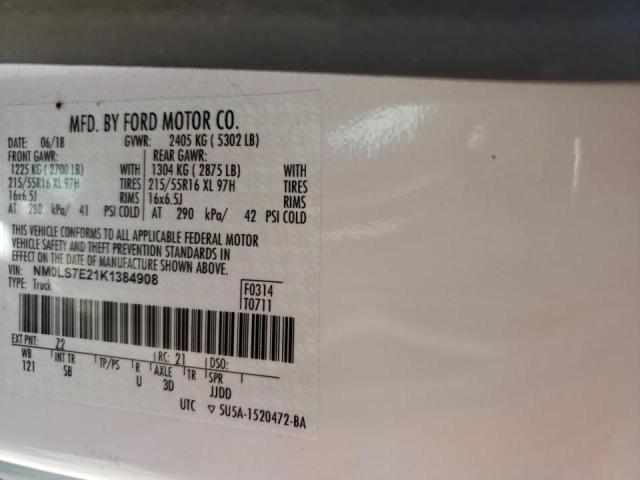 MFD. BY FORD MOTOR CO.
DATE: 06/18 GVWR: 2405 KG ( 5302 LB)
FRONT GAWR: REAR GAWR:
1225 KG ( 2700 LB) WITH 1304 KG ( 2875 LB) WITH
215/55R16 XL 97H TIRES 215/55R16 XL 97H TIRES
16x6.5J RIMS 16x6.5J RIMS
AT 280 kPa/ 41 PSI COLD AT 290 kPa/ 42 PSI COLD
THIS VEHICLE CONFORMS TO ALL APPLICABLE FEDERAL MOTOR
VEHICLE SAFETY AND THEFT PREVENTION STANDARDS IN
EFFECT ON THE DATE OF MANUFACTURE SHOWN ABOVE.
VIN: NM0LS7E21K1384908
TYPE: Truck
F0314
T0711
EXT PNT: Z2 RC: 21 DSO:
WB INT TR TP/PS R AXLE TR SPR
121 SB U 3D JJDD
UTC ▽ 5U5A-1520472-BA